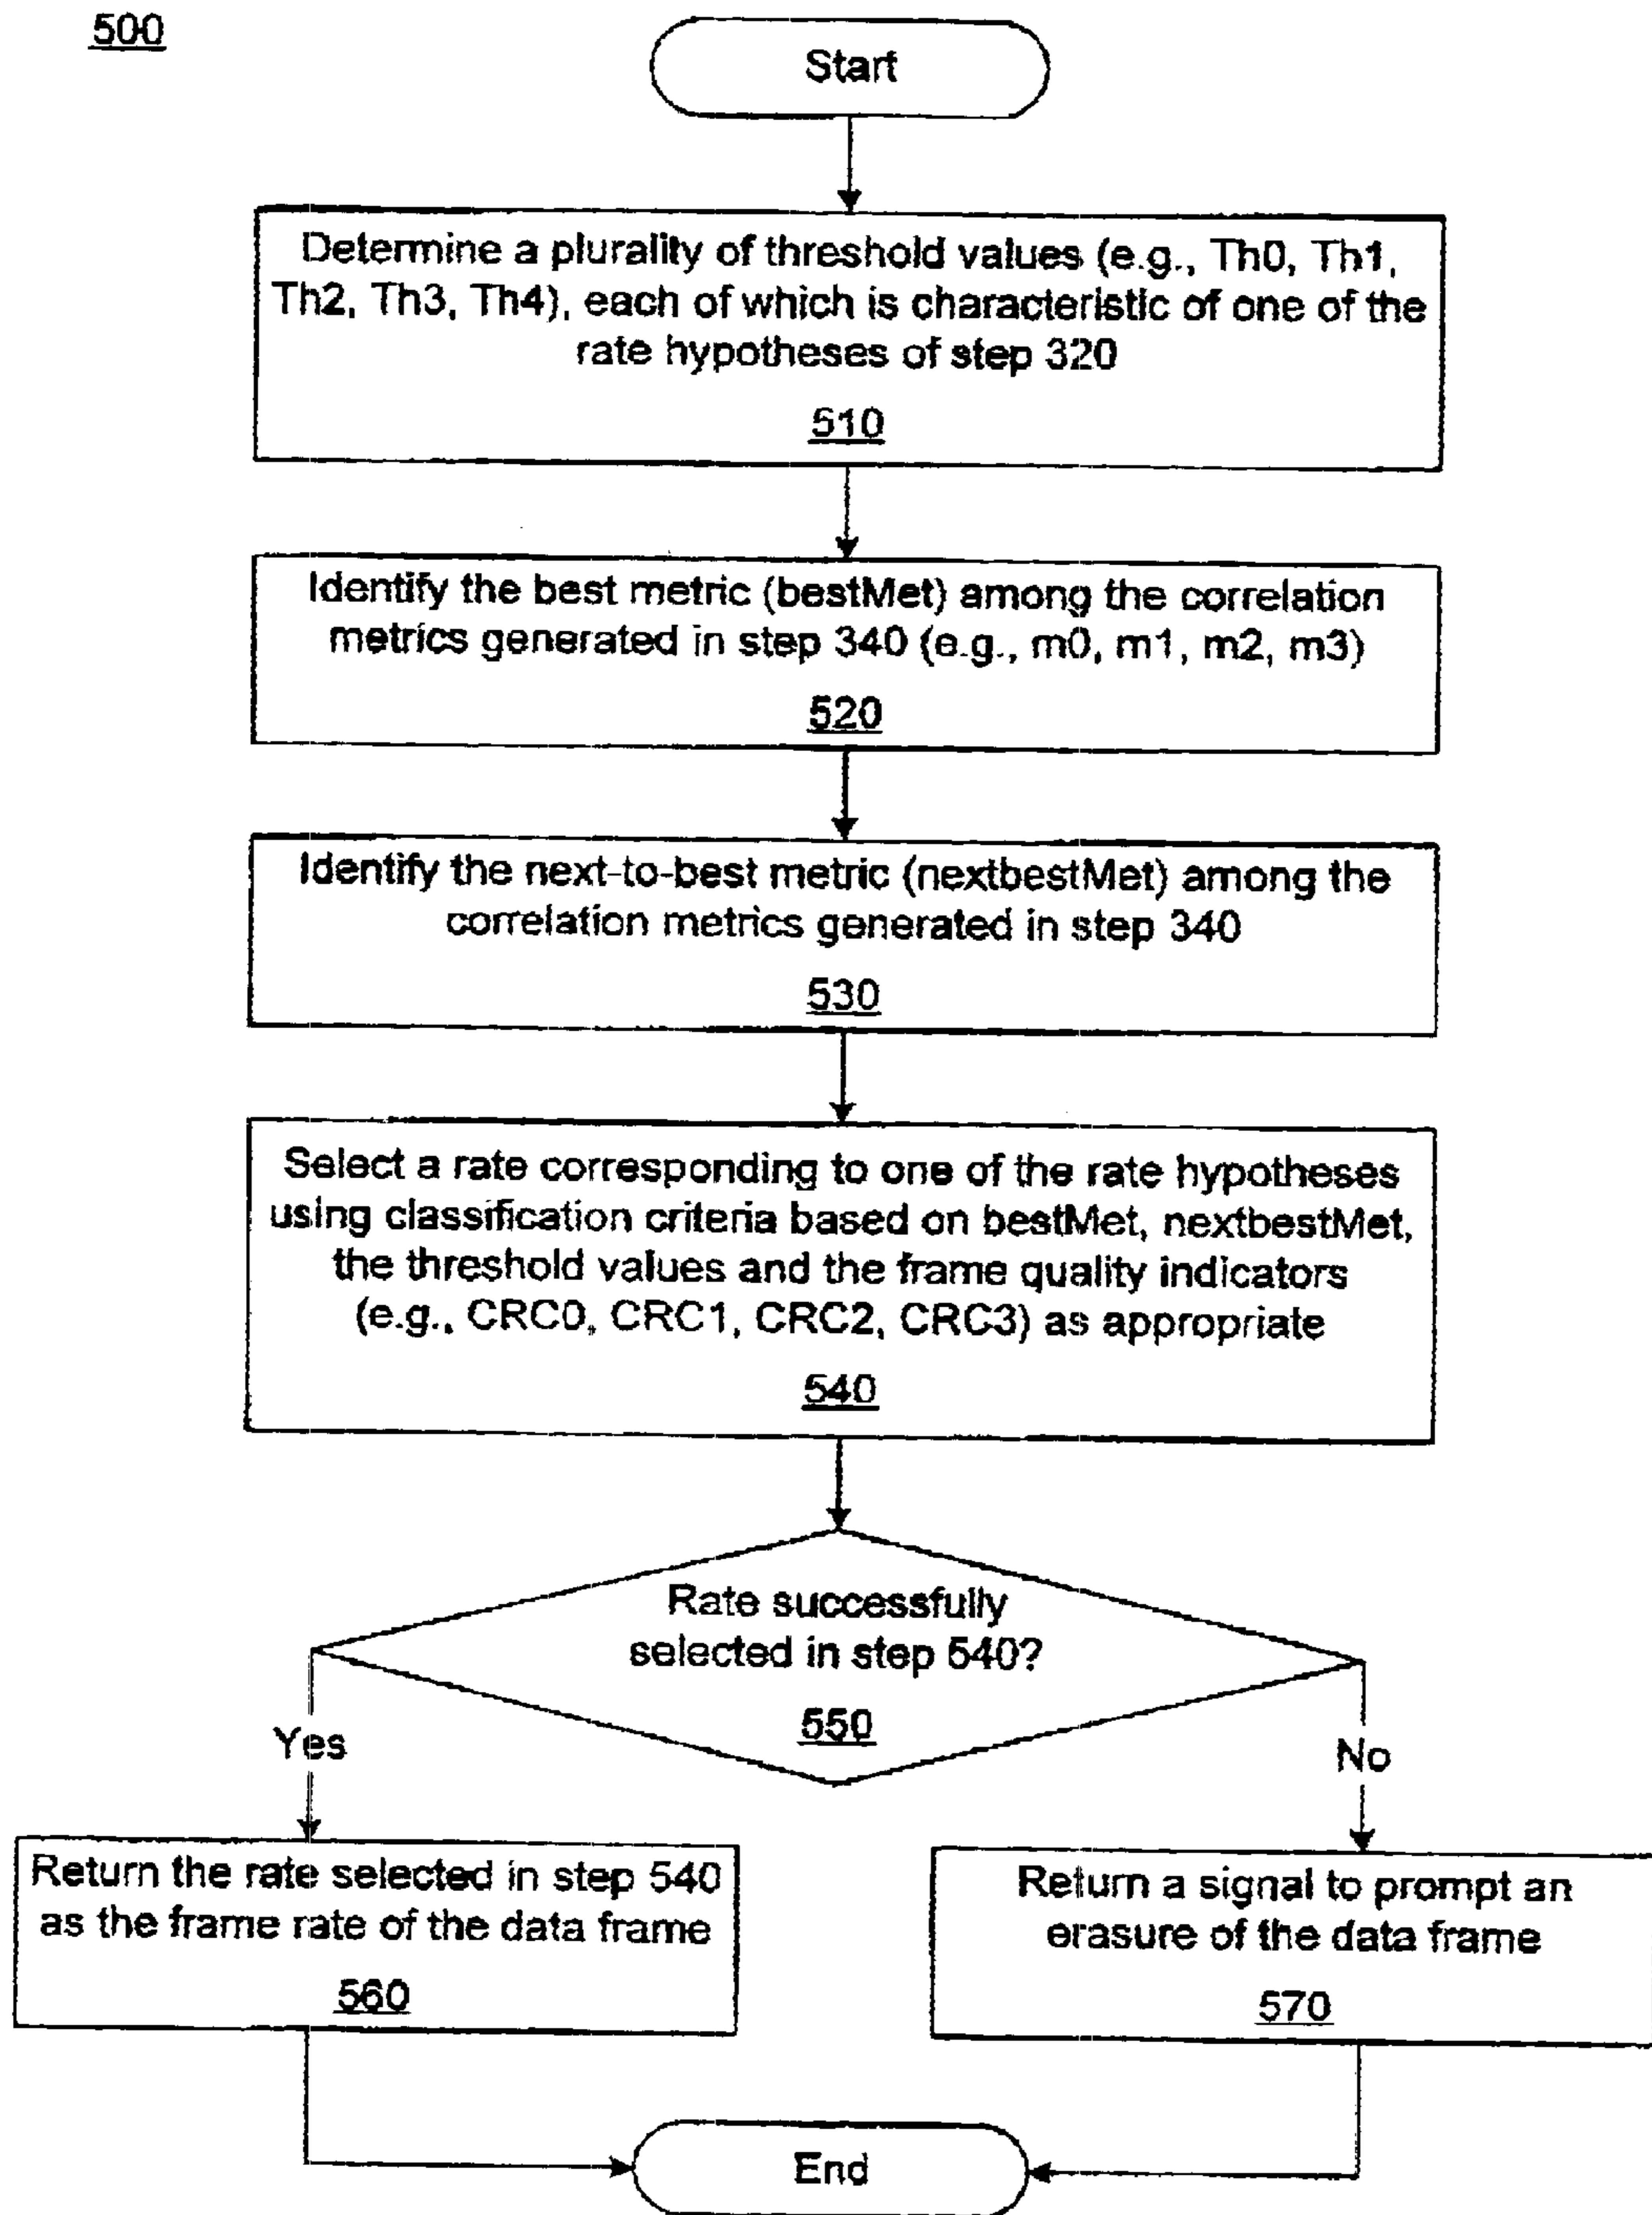 500
Start
Determine a plurality of threshold values (e.g., Th0, Th1,
Th2, Th3, Th4), each of which is characteristic of one of the
rate hypotheses of step 320
510
Identify the best metric (bestMet) among the correlation
metrics generated in step 340 (e.g., m0, m1, m2, m3)
520
Identify the next-to-best metric (nextbestMet) among the
correlation metrics generated in step 340
530
Select a rate corresponding to one of the rate hypotheses
using classification criteria based on bestMet, nextbestMet,
the threshold values and the frame quality indicators
(e.g., CRC0, CRC1, CRC2, CRC3) as appropriate
540
Rate successfully
selected in step 540?
550
Yes
No
Return the rate selected in step 540
as the frame rate of the data frame
560
Return a signal to prompt an
erasure of the data frame
570
End